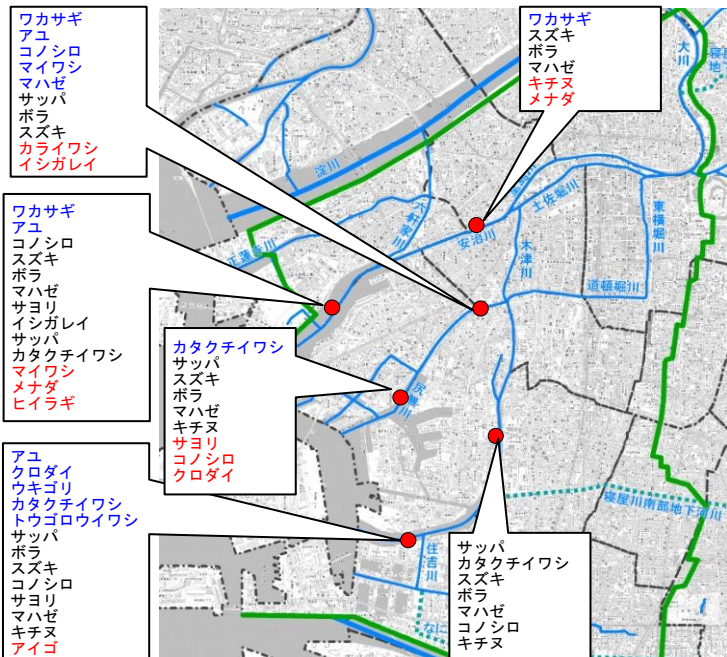 ワカサギ
アユ
コノシロ
マイワシ
マハゼ
サッパ
ボラ
スズキ
カライワシ
イシガレイ
ワカサギ
スズキ
ボラ
マハゼ
キチヌ
メナダ
ワカサギ
アユ
コノシロ
スズキ
ボラ
マハゼ
サヨリ
イシガレイ
サッパ
カタクチイワシ
マイワシ
メナダ
ヒイラギ
カタクチイワシ
サッパ
スズキ
ボラ
マハゼ
キチヌ
サヨリ
コノシロ
クロダイ
アユ
クロダイ
ウキゴリ
カタクチイワシ
トウゴロウイワシ
サッパ
ボラ
スズキ
コノシロ
サヨリ
マハゼ
キチヌ
アイゴ
サッパ
カタクチイワシ
スズキ
ボラ
マハゼ
コノシロ
キチヌ
大川
淀川
六軒家川
正蓮寺川
安治川
土佐堀川
木津川
東横堀川
道頓堀川
尻無川
住吉川
寝屋川南部地下河川
なに